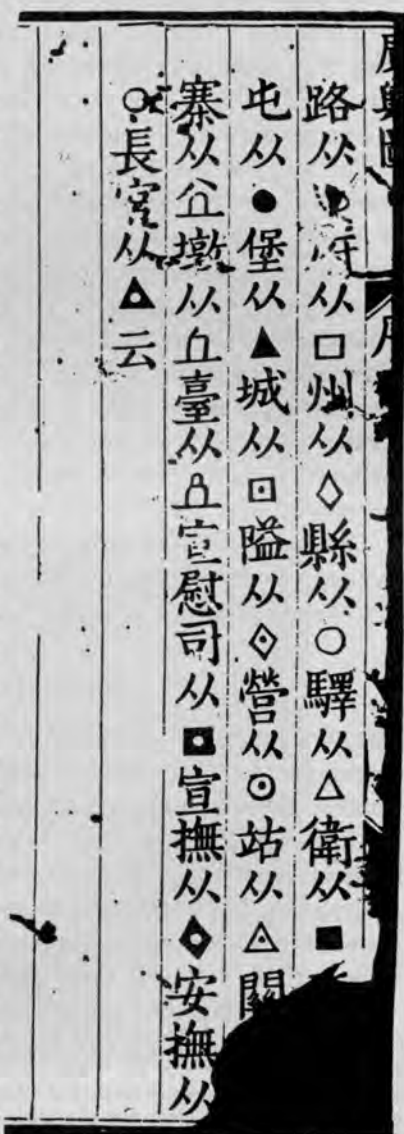 路从 府从□州从◇縣从○驛从△衛从■
屯从●堡从▲城从⊡隘从◈營从⊙站从◬關
寨从公墩从丘臺从宣慰司从◘宣撫从◆安撫从
○長官从▲云